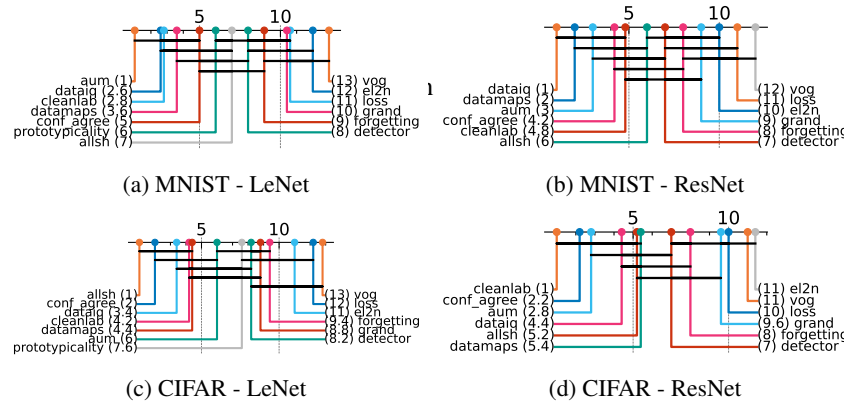 5 10
aum (1) (13) vog
dataiq (2.6) (12) el2n
cleanlab (2.8) (11) loss
datamaps (3.6) (10) grand
conf_agree (5) (9) forgetting
prototypicality (6) (8) detector
allsh (7)
(a) MNIST - LeNet
5 10
dataiq (1) (12) vog
datamaps (2) (11) loss
aum (3) (10) el2n
conf_agree (4.2) (9) grand
cleanlab (4.8) (8) forgetting
allsh (6) (7) detector
(b) MNIST - ResNet
5 10
allsh (1) (13) vog
conf_agree (2) (12) loss
dataiq (3.4) (11) el2n
cleanlab (4.2) (9.4) forgetting
datamaps (4.4) (8.8) grand
aum (6) (8.2) detector
prototypicality (7.6)
(c) CIFAR - LeNet
5 10
cleanlab (1) (11) el2n
conf_agree (2.2) (11) vog
aum (2.8) (10) loss
dataiq (4.4) (9.6) grand
allsh (5.2) (8) forgetting
datamaps (5.4) (7) detector
(d) CIFAR - ResNet